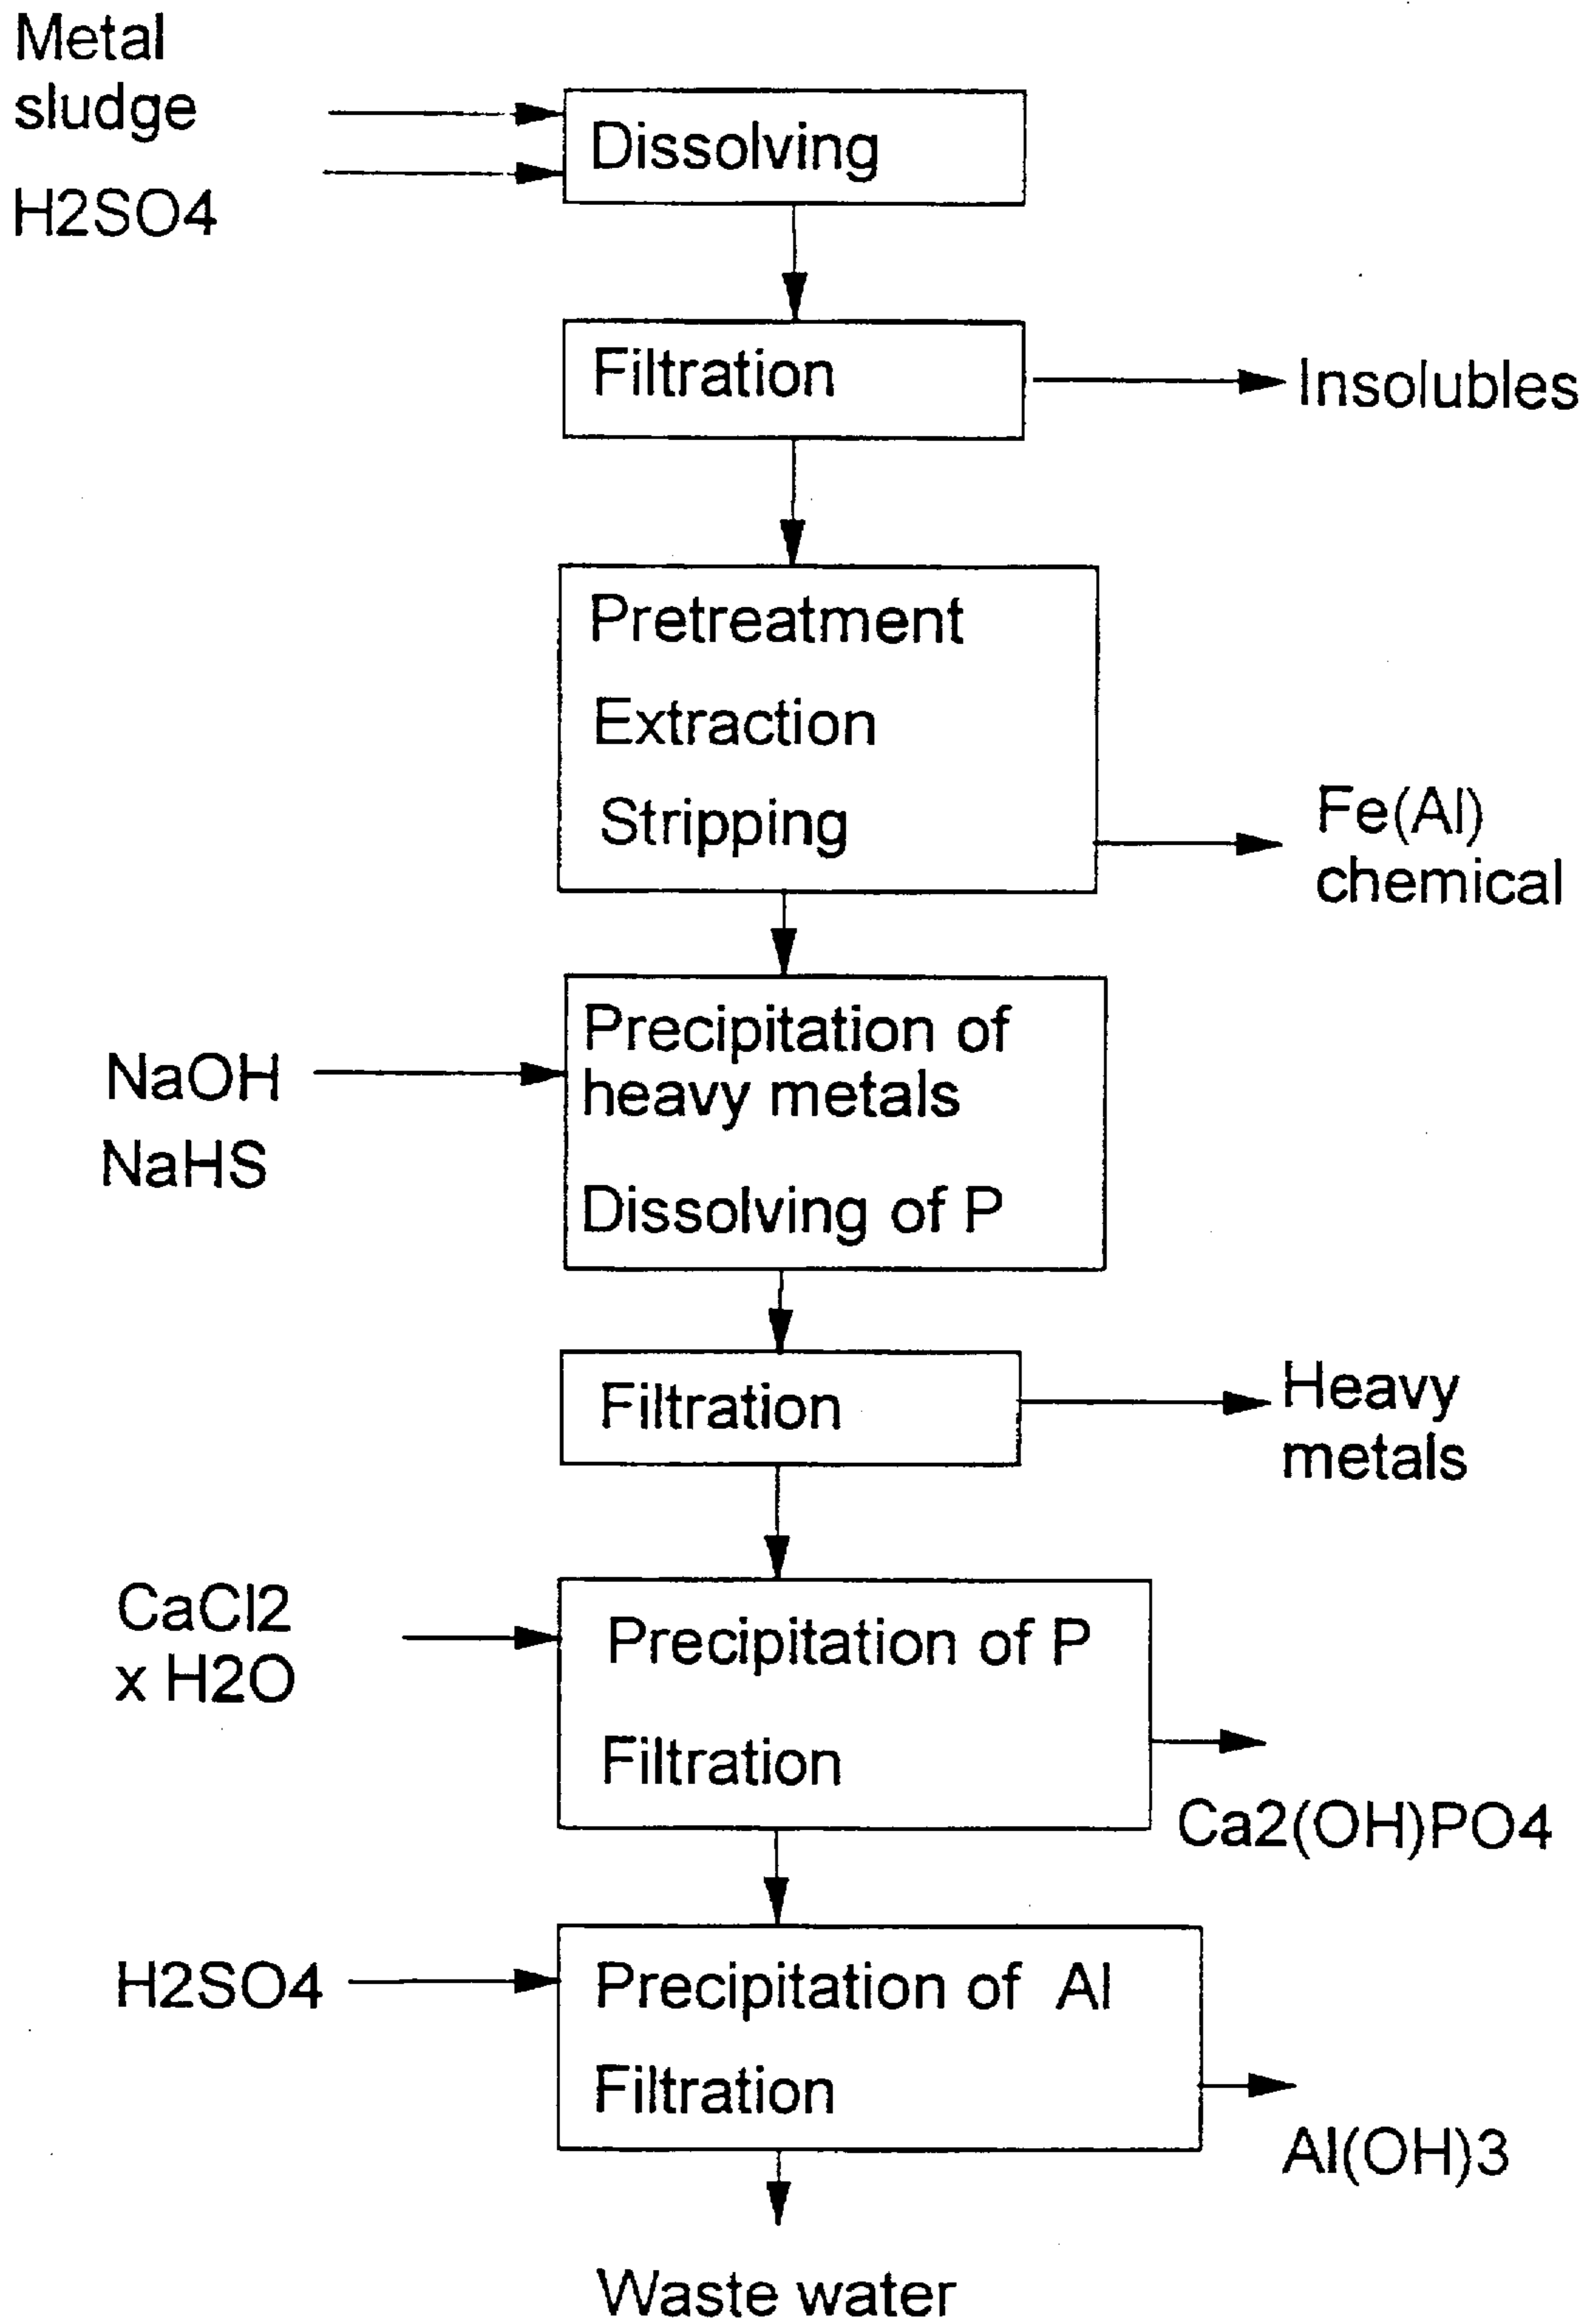 Metal
sludge
H2SO4
Dissolving
Filtration
Insolubles
Pretreatment
Extraction
Stripping
Fe(Al)
chemical
NaOH
NaHS
Precipitation of
heavy metals
Dissolving of P
Filtration
Heavy
metals
CaCl2
x H2O
Precipitation of P
Filtration
Ca2(OH)PO4
H2SO4
Precipitation of Al
Filtration
Al(OH)3
Waste water